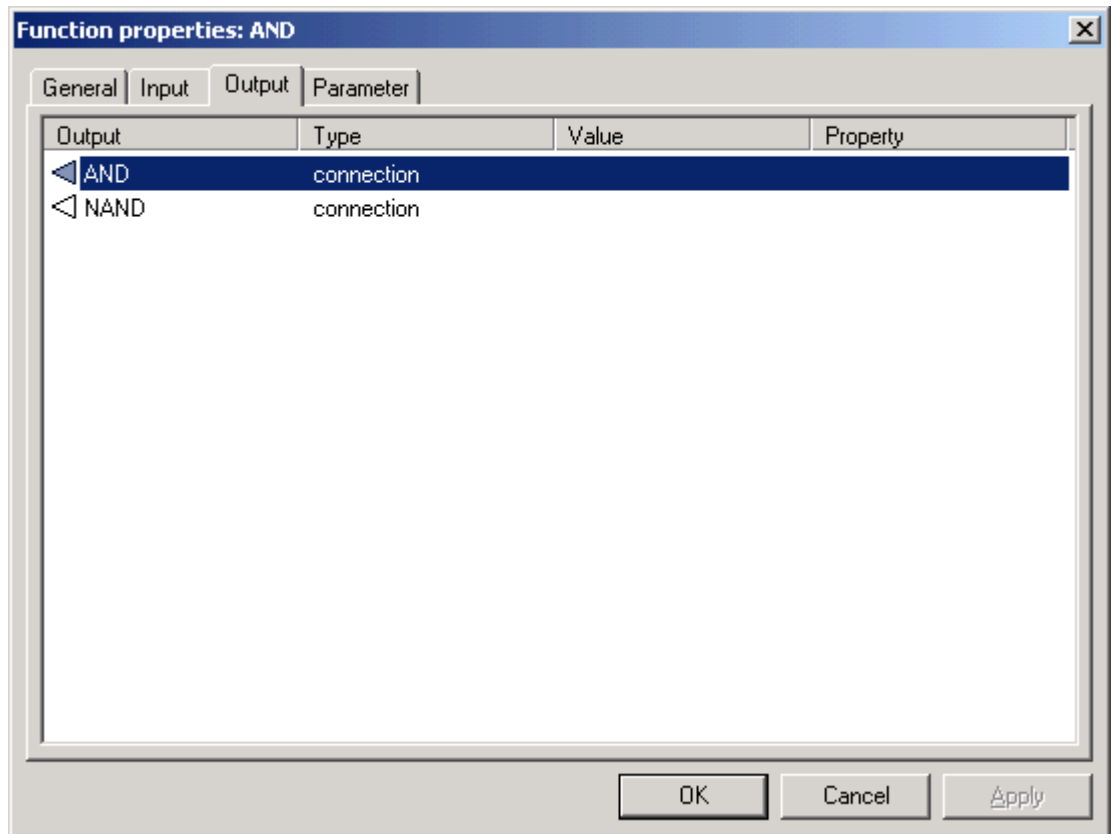 Function properties: AND
General Input Output Parameter
Output Type Value Property
AND connection
NAND connection
OK Cancel Apply